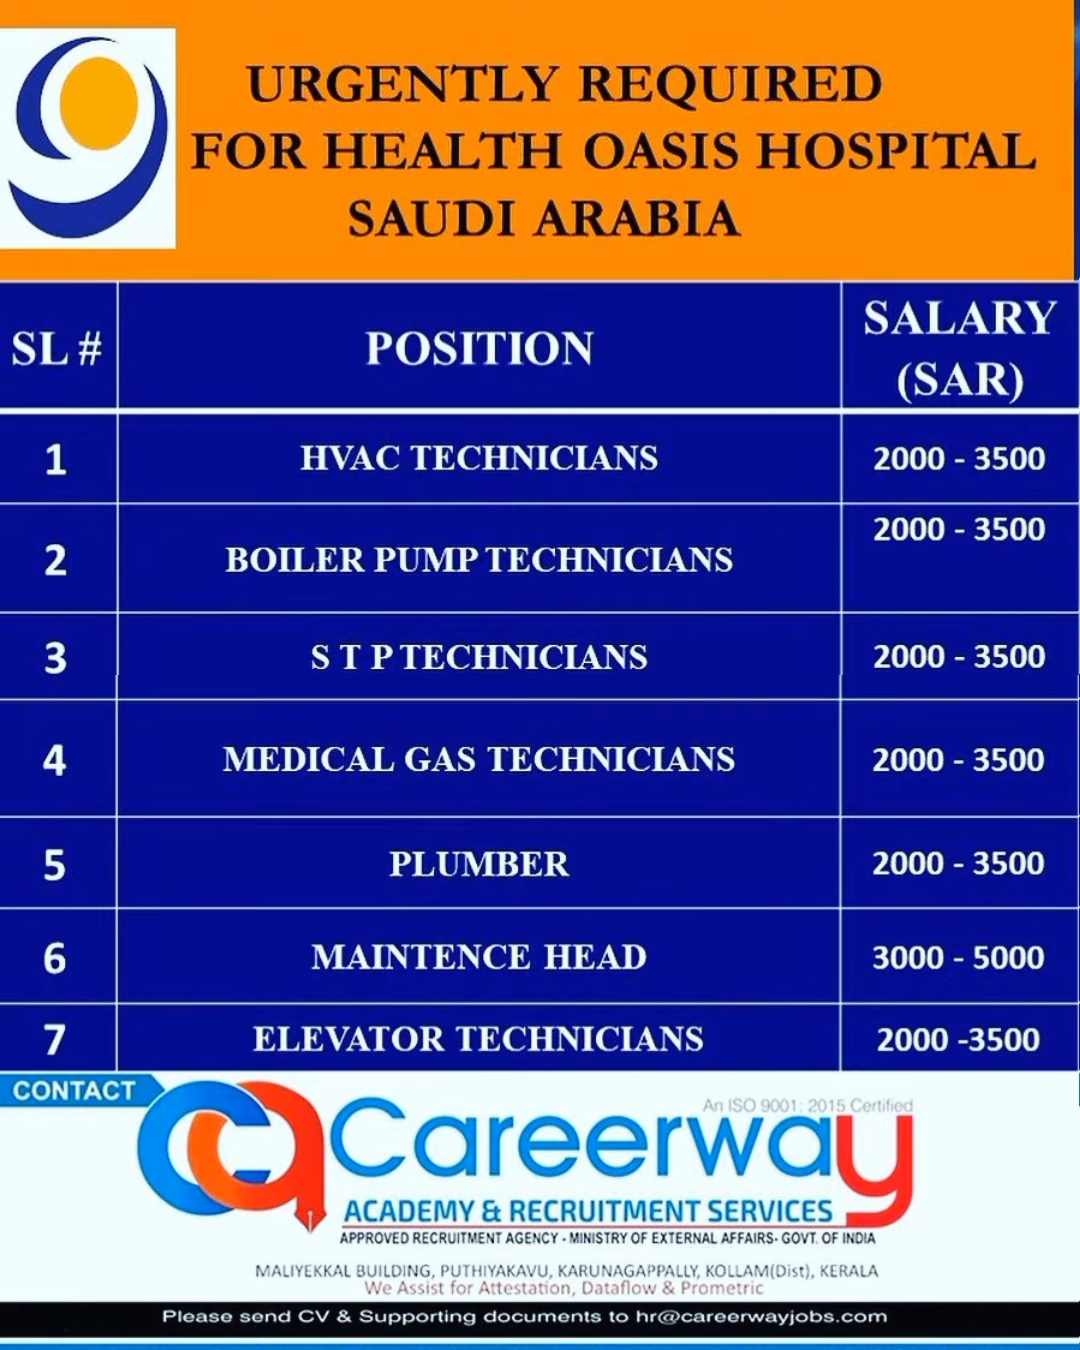 URGENTLY REQUIRED
FOR HEALTH OASIS HOSPITAL
SAUDI ARABIA
SL # POSITION SALARY (SAR)
1 HVAC TECHNICIANS 2000 - 3500
2 BOILER PUMP TECHNICIANS 2000 - 3500
3 S T P TECHNICIANS 2000 - 3500
4 MEDICAL GAS TECHNICIANS 2000 - 3500
5 PLUMBER 2000 - 3500
6 MAINTENCE HEAD 3000 - 5000
7 ELEVATOR TECHNICIANS 2000 -3500
CONTACT
An ISO 9001: 2015 Certified
Careerway
ACADEMY & RECRUITMENT SERVICES
APPROVED RECRUITMENT AGENCY - MINISTRY OF EXTERNAL AFFAIRS- GOVT. OF INDIA
MALIYEKKAL BUILDING, PUTHIYAKAVU, KARUNAGAPPALLY, KOLLAM(Dist), KERALA
We Assist for Attestation, Dataflow & Prometric
Please send CV & Supporting documents to hr@careerwayjobs.com